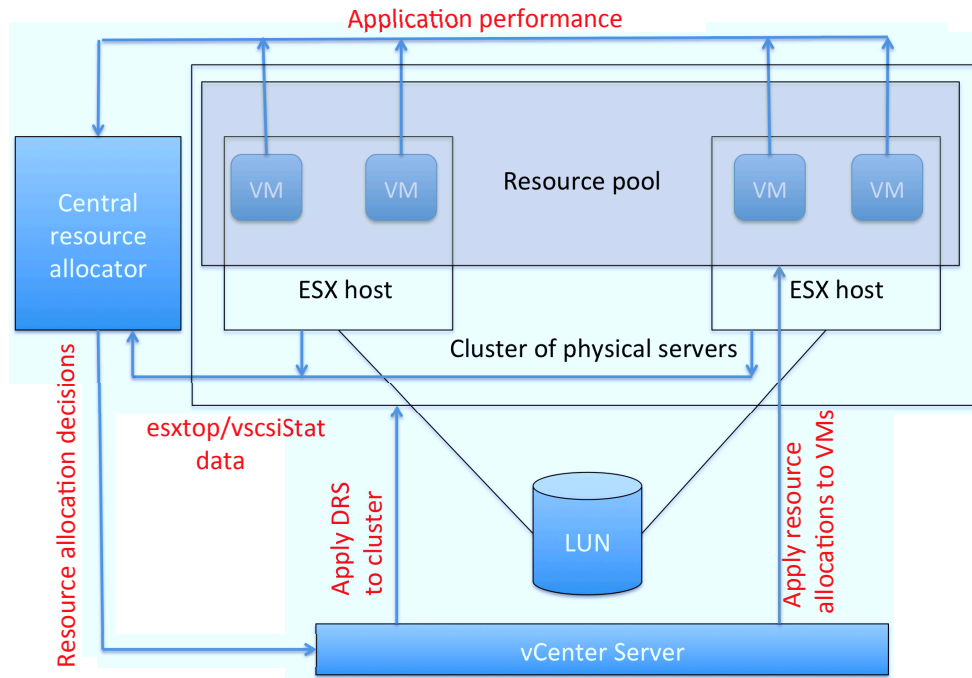 Application performance
VM
VM
VM
VM
Resource pool
Central
resource
allocator
ESX host
ESX host
Cluster of physical servers
Resource allocation decisions
esxtop/vscsiStat
data
Apply DRS
to cluster
Apply resource
allocations to VMs
LUN
vCenter Server